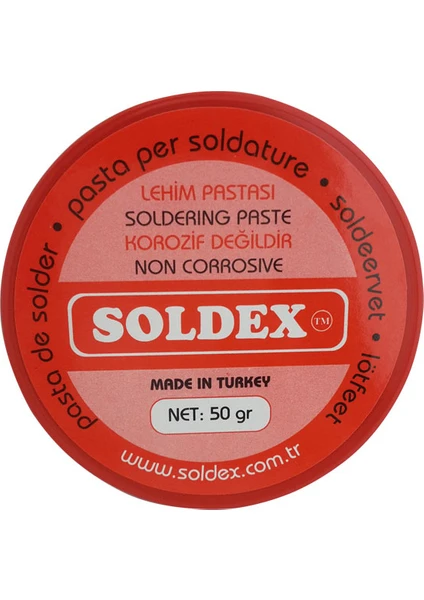 pasta de solder • pasta per soldature • soldeervet • lötfeet
LEHİM PASTASI
SOLDERING PASTE
KOROZİF DEĞİLDİR
NON CORROSIVE
SOLDEX TM
MADE IN TURKEY
NET: 50 gr
www.soldex.com.tr